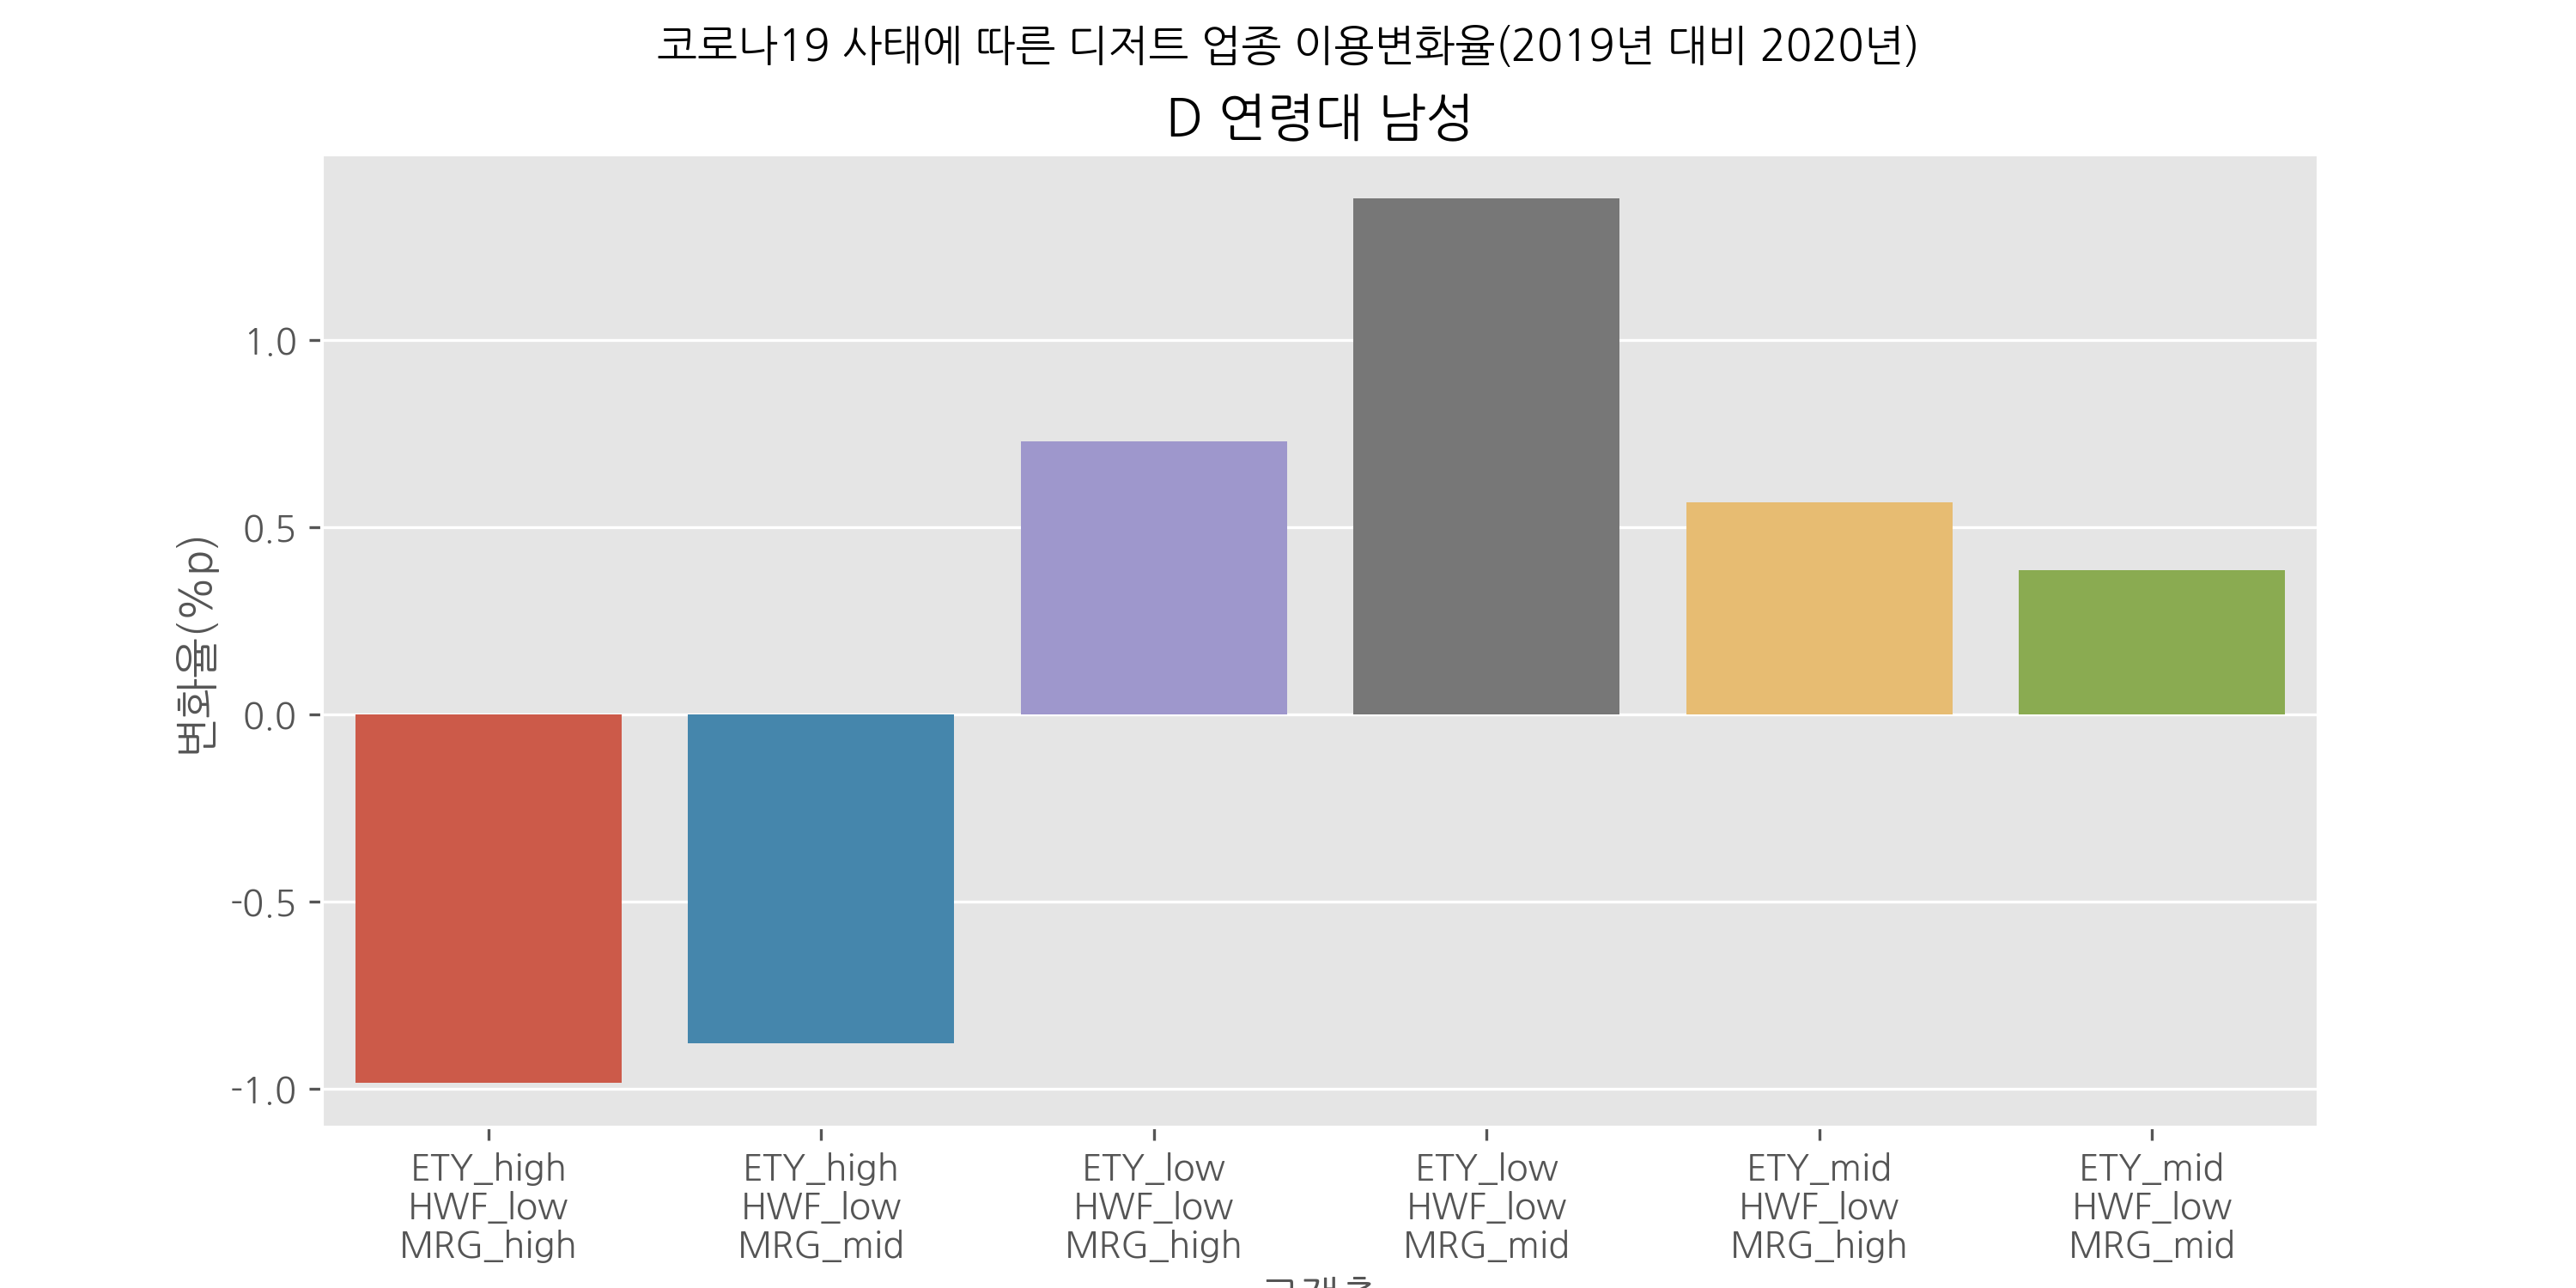 코로나19 사태에 따른 디저트 업종 이용변화율(2019년 대비 2020년)
D 연령대 남성
변화율(%p)
1.0
0.5
0.0
-0.5
-1.0
ETY_high
HWF_low
MRG_high
ETY_high
HWF_low
MRG_mid
ETY_low
HWF_low
MRG_high
ETY_low
HWF_low
MRG_mid
ETY_mid
HWF_low
MRG_high
ETY_mid
HWF_low
MRG_mid